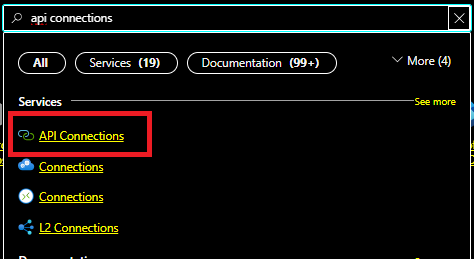 api connections
All
Services (19)
Documentation (99+)
More (4)
Services
See more
API Connections
Connections
Connections
L2 Connections